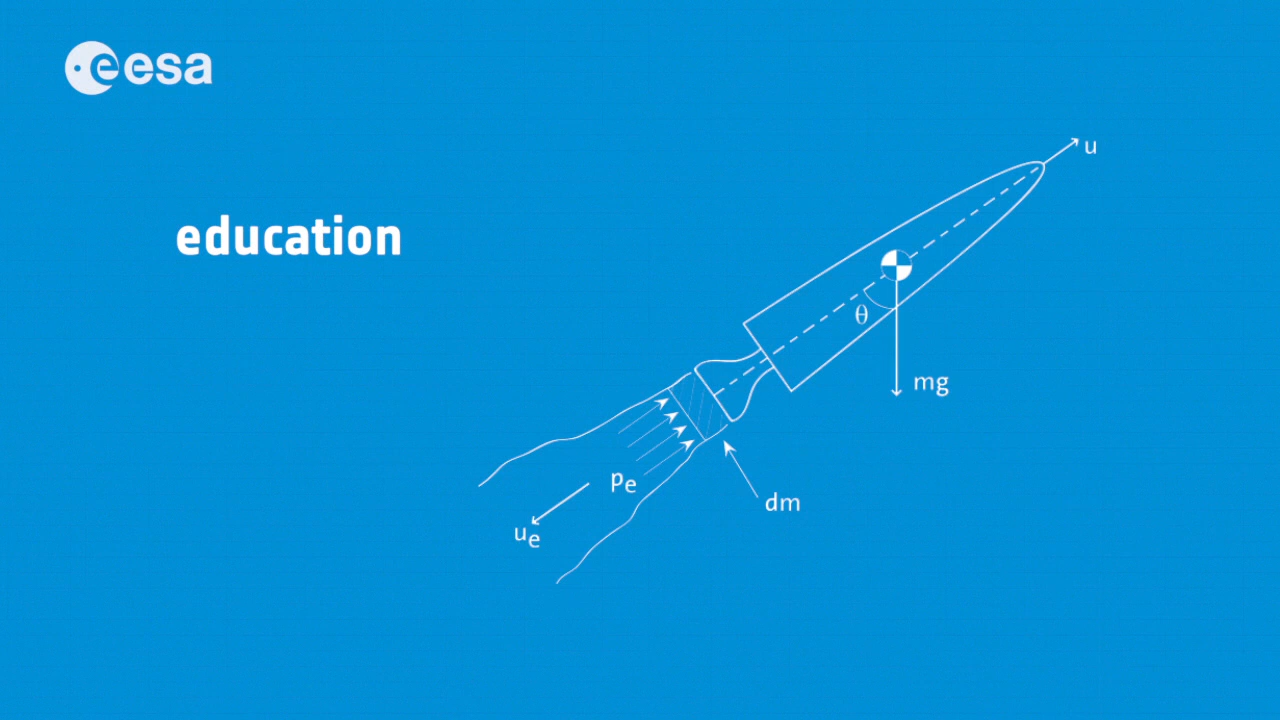 esa
education
u
θ
mg
pe
dm
ue